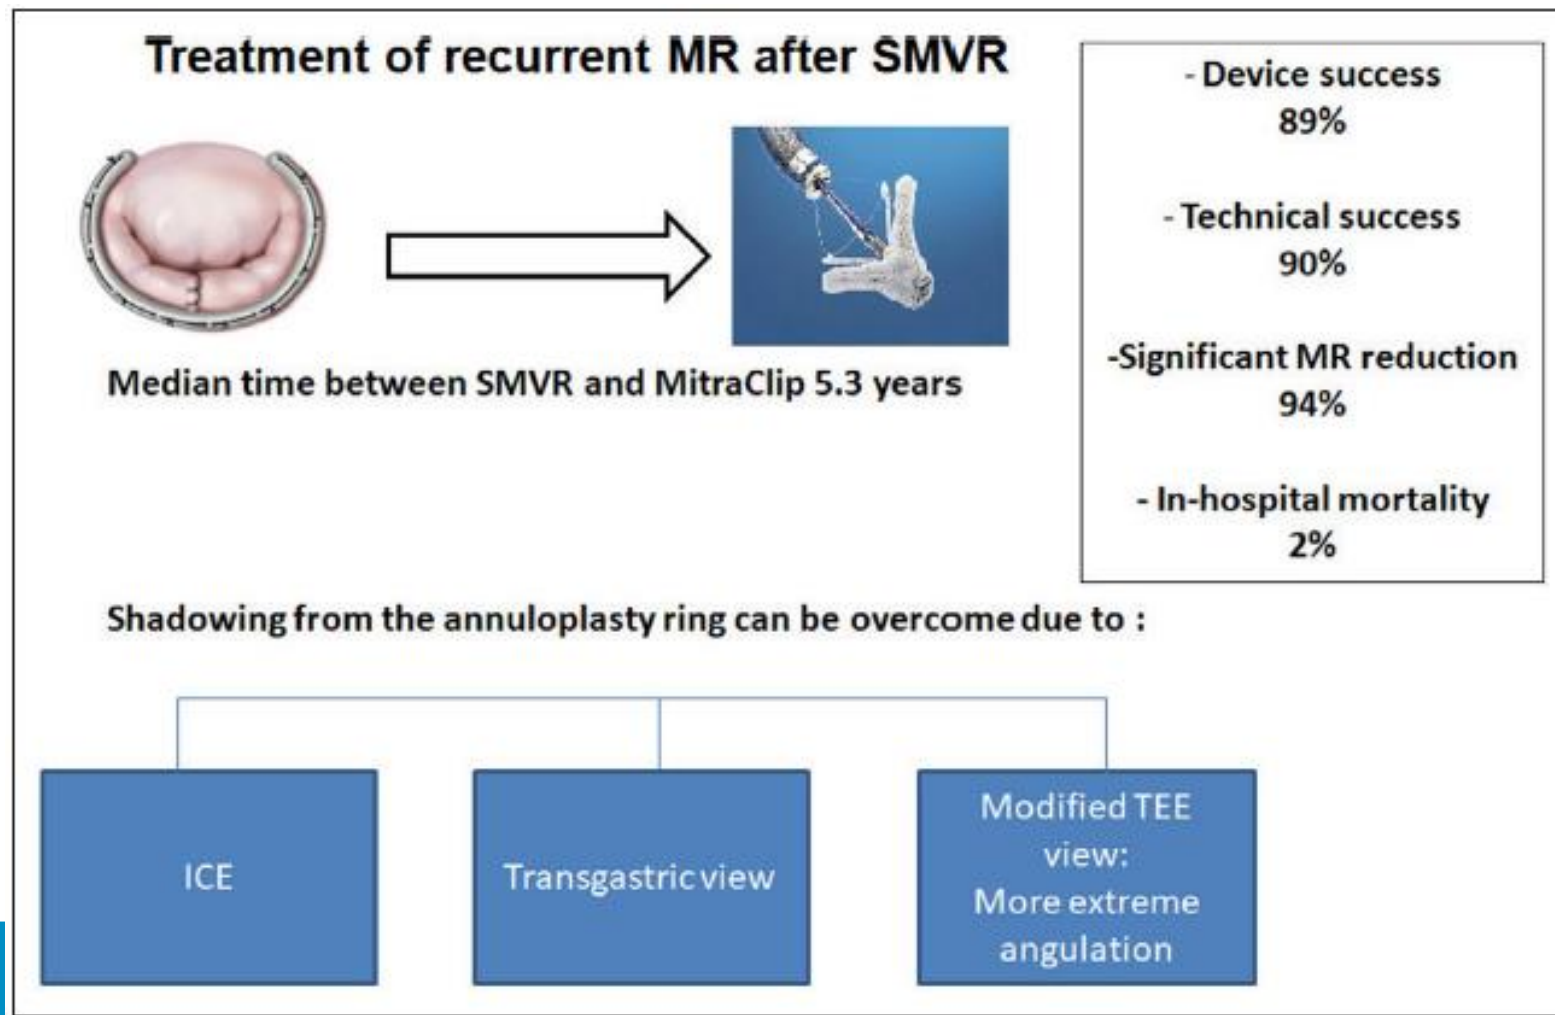 Treatment of recurrent MR after SMVR
Median time between SMVR and MitraClip 5.3 years
- Device success
89%
- Technical success
90%
-Significant MR reduction
94%
- In-hospital mortality
2%
Shadowing from the annuloplasty ring can be overcome due to :
ICE
Transgastric view
Modified TEE
view:
More extreme
angulation